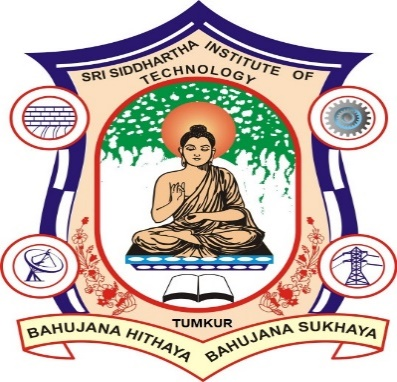 SRI SIDDHARTHA INSTITUTE OF
TECHNOLOGY
TUMKUR
BAHUJANA HITHAYA BAHUJANA SUKHAYA